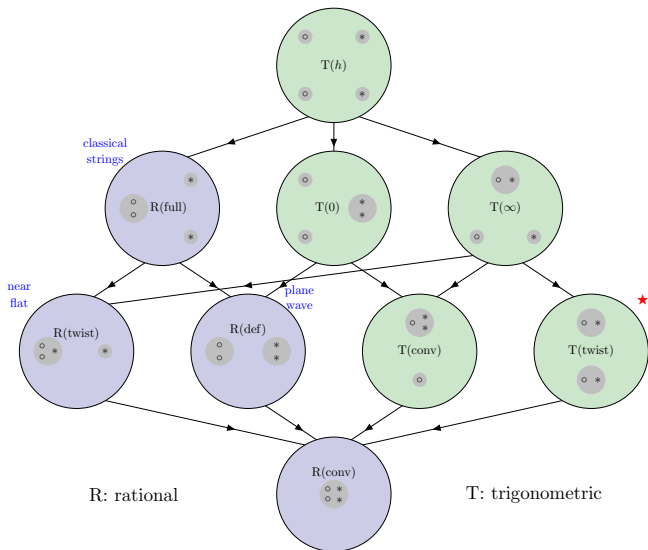 T(h)
classical
strings
R(full)
T(0)
T(∞)
near
flat
plane
wave
R(twist)
R(def)
T(conv)
T(twist)
R(conv)
R: rational
T: trigonometric